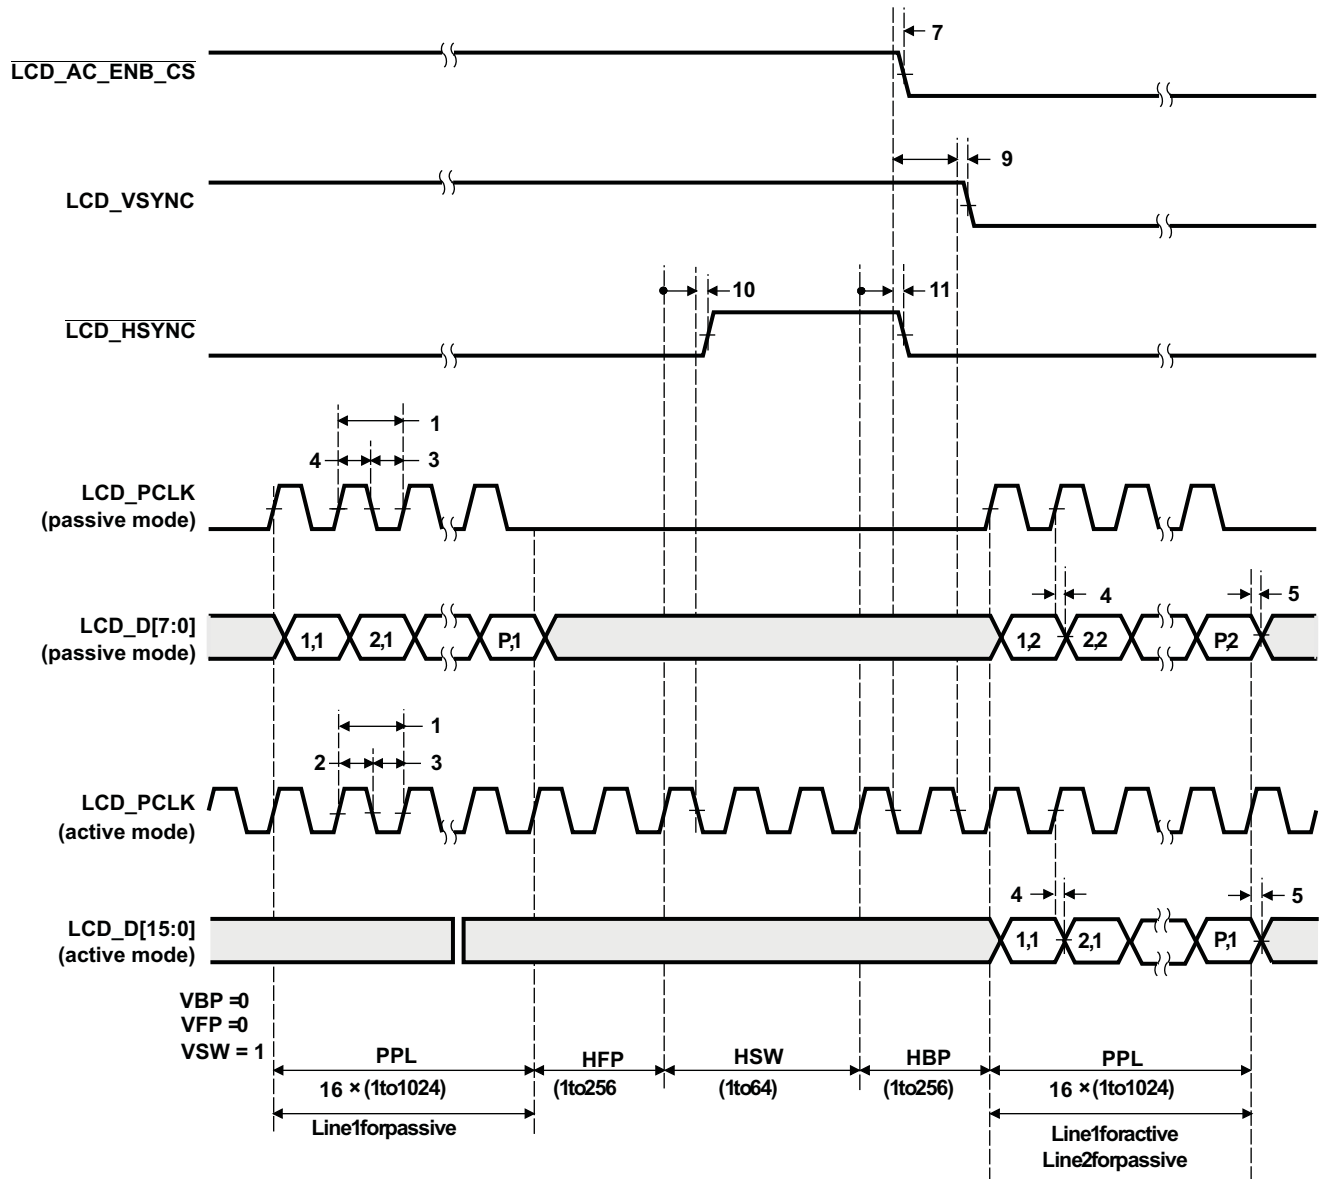 7
LCD_AC_ENB_CS
9
LCD_VSYNC
10
11
LCD_HSYNC
1
4
3
LCD_PCLK
(passive mode)
4
5
LCD_D[7:0]
(passive mode)
1,1
2,1
P,1
1,2
2,2
P,2
1
2
3
LCD_PCLK
(active mode)
4
5
LCD_D[15:0]
(active mode)
1,1
2,1
P,1
VBP =0
VFP =0
VSW = 1
PPL
HFP
HSW
HBP
PPL
16 × (1to1024)
(1to256
(1to64)
(1to256)
16 × (1to1024)
Line1forpassive
Line1foractive
Line2forpassive